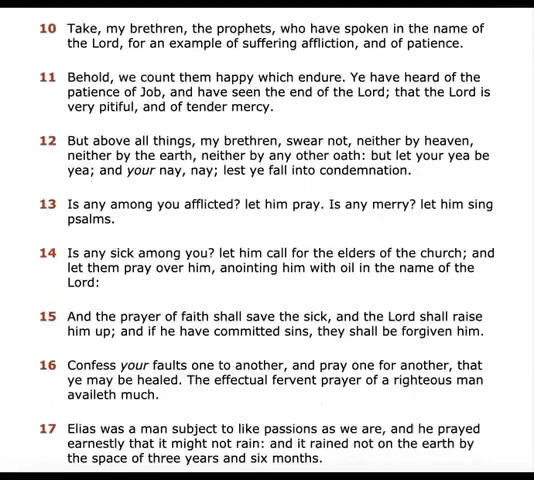 10 Take, my brethren, the prophets, who have spoken in the name of
the Lord, for an example of suffering affliction, and of patience.
11 Behold, we count them happy which endure. Ye have heard of the
patience of Job, and have seen the end of the Lord; that the Lord is
very pitiful, and of tender mercy.
12 But above all things, my brethren, swear not, neither by heaven,
neither by the earth, neither by any other oath: but let your yea be
yea; and your nay, nay; lest ye fall into condemnation.
13 Is any among you afflicted? let him pray. Is any merry? let him sing
psalms.
14 Is any sick among you? let him call for the elders of the church; and
let them pray over him, anointing him with oil in the name of the
Lord:
15 And the prayer of faith shall save the sick, and the Lord shall raise
him up; and if he have committed sins, they shall be forgiven him.
16 Confess your faults one to another, and pray one for another, that
ye may be healed. The effectual fervent prayer of a righteous man
availeth much.
17 Elias was a man subject to like passions as we are, and he prayed
earnestly that it might not rain: and it rained not on the earth by
the space of three years and six months.